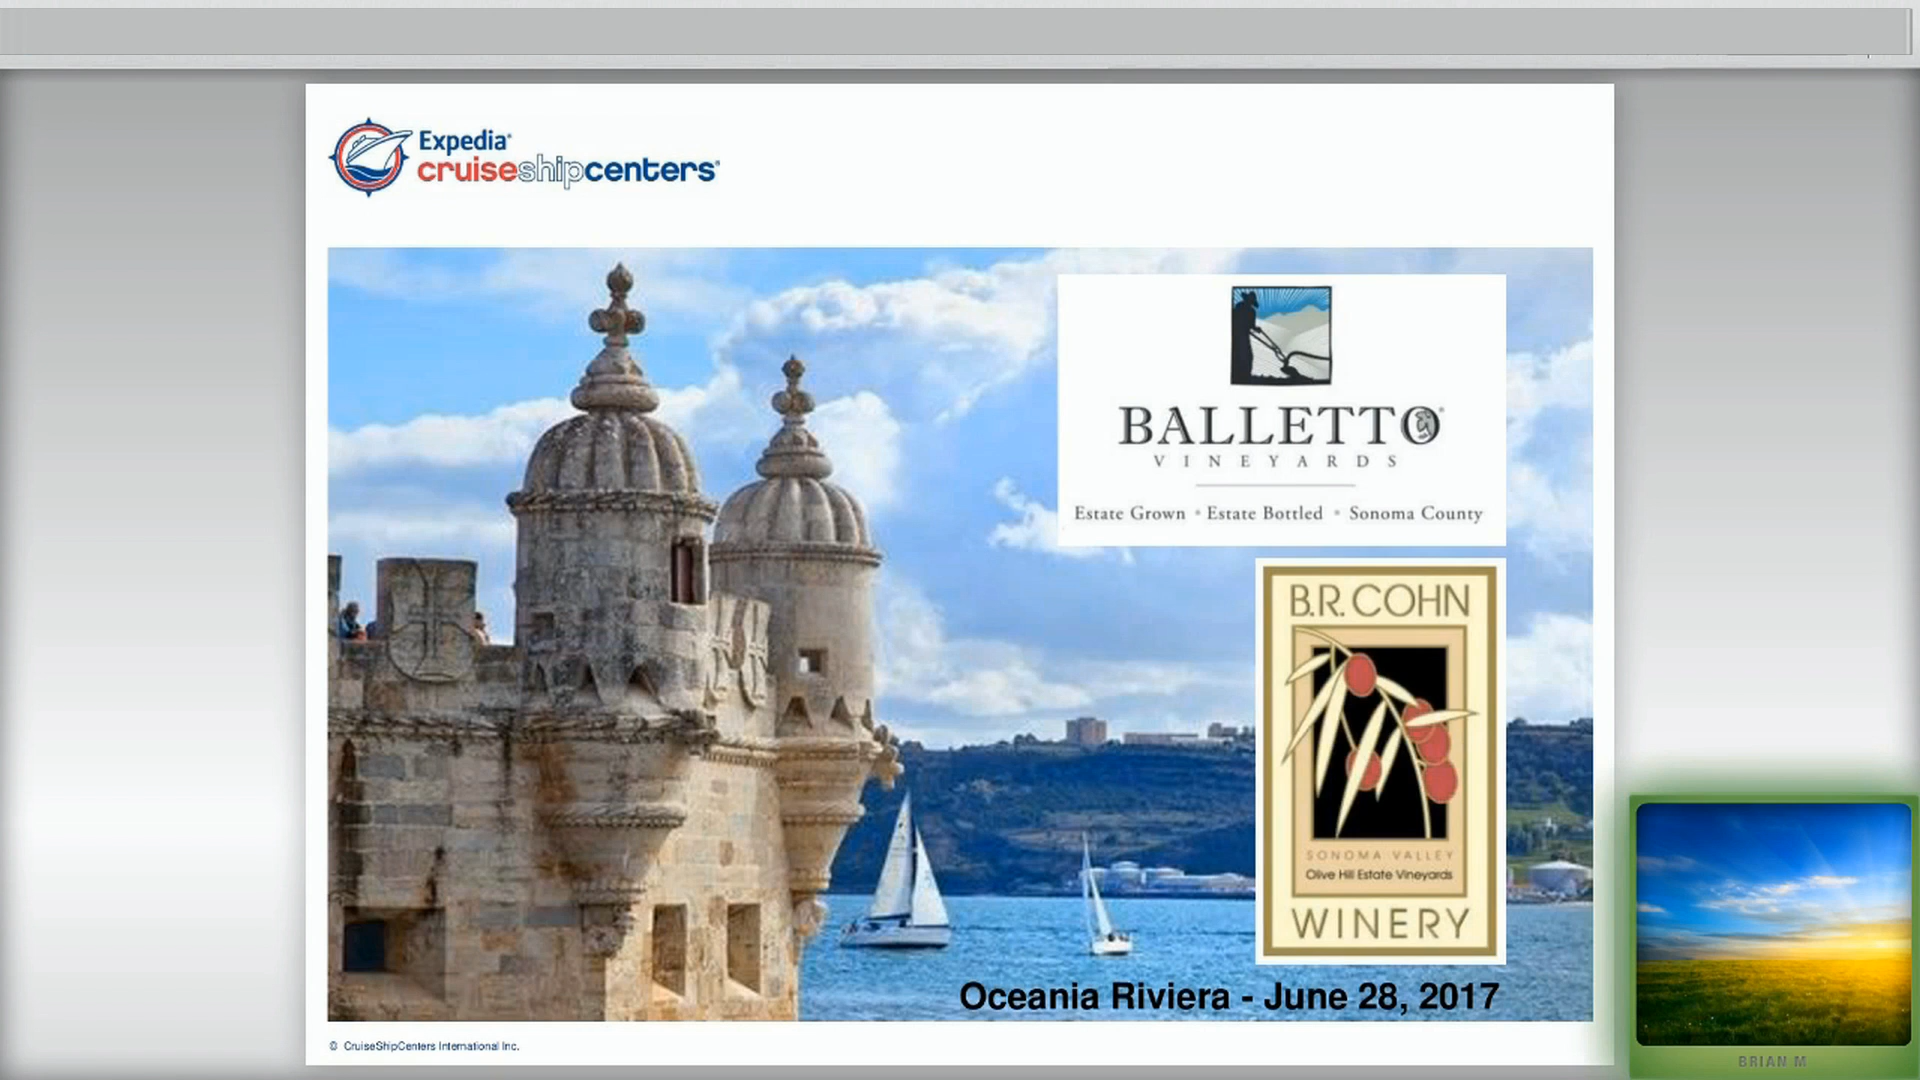 Expedia®
cruiseshipcenters®
BALLETTO®
VINEYARDS
Estate Grown • Estate Bottled • Sonoma County
B.R. COHN
SONOMA VALLEY
Olive Hill Estate Vineyards
WINERY
Oceania Riviera - June 28, 2017
© CruiseShipCenters International Inc.
BRIAN M